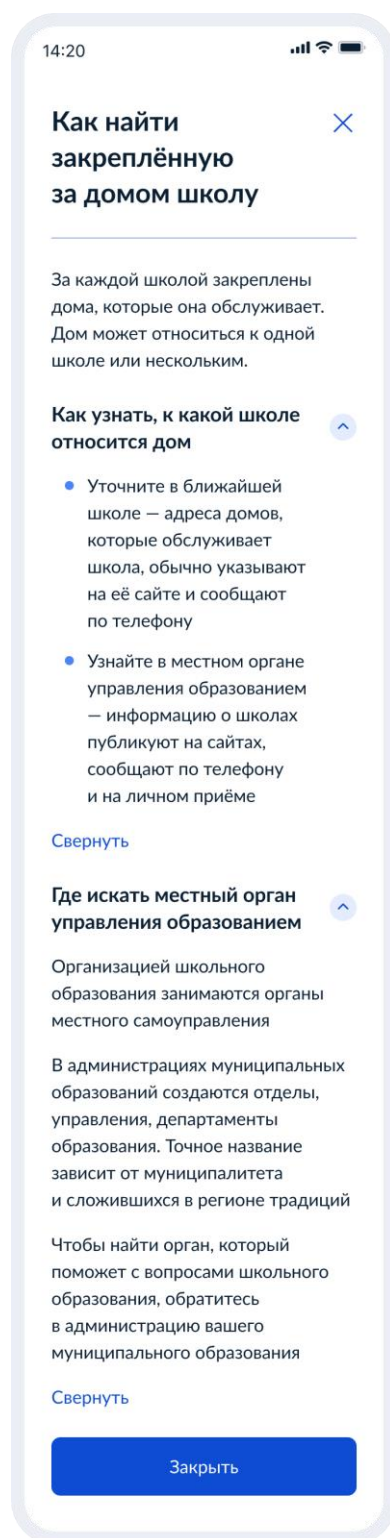 14:20
Как найти
закреплённую
за домом школу
За каждой школой закреплены
дома, которые она обслуживает.
Дом может относиться к одной
школе или нескольким.
Как узнать, к какой школе
относится дом
Уточните в ближайшей
школе — адреса домов,
которые обслуживает
школа, обычно указывают
на её сайте и сообщают
по телефону
Узнайте в местном органе
управления образованием
— информацию о школах
публикуют на сайтах,
сообщают по телефону
и на личном приёме
Свернуть
Где искать местный орган
управления образованием
Организацией школьного
образования занимаются органы
местного самоуправления
В администрациях муниципальных
образований создаются отделы,
управления, департаменты
образования. Точное название
зависит от муниципалитета
и сложившихся в регионе традиций
Чтобы найти орган, который
поможет с вопросами школьного
образования, обратитесь
в администрацию вашего
муниципального образования
Свернуть
Закрыть